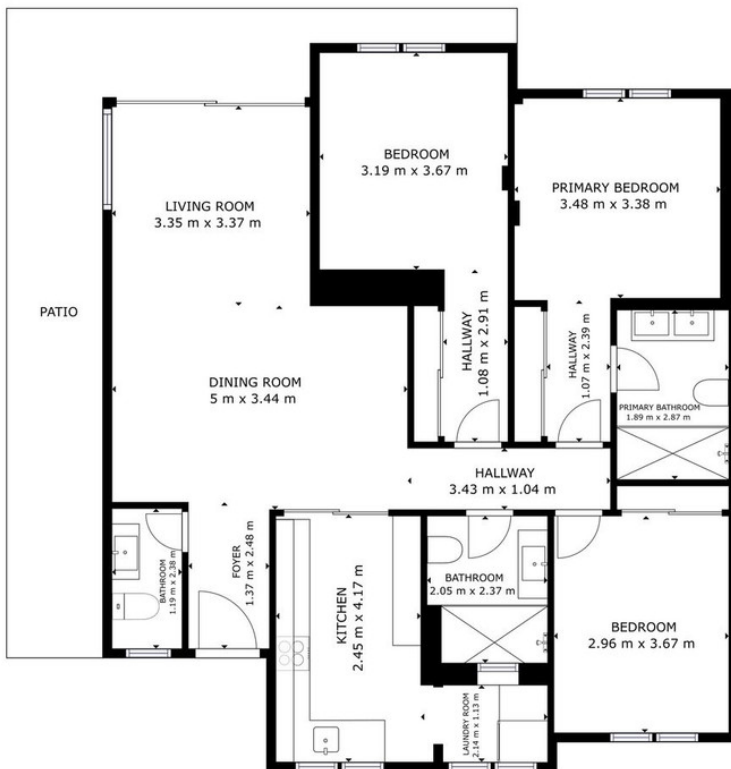 BEDROOM
3.19 m x 3.67 m
PRIMARY BEDROOM
3.48 m x 3.38 m
LIVING ROOM
3.35 m x 3.37 m
PATIO
HALLWAY
1.08 m x 2.91 m
HALLWAY
1.07 m x 2.39 m
DINING ROOM
5 m x 3.44 m
PRIMARY BATHROOM
1.89 m x 2.87 m
HALLWAY
3.43 m x 1.04 m
BATHROOM
1.19 m x 2.38 m
FOYER
1.37 m x 2.48 m
KITCHEN
2.45 m x 4.17 m
BATHROOM
2.05 m x 2.37 m
BEDROOM
2.96 m x 3.67 m
LAUNDRY ROOM
2.14 m x 1.13 m